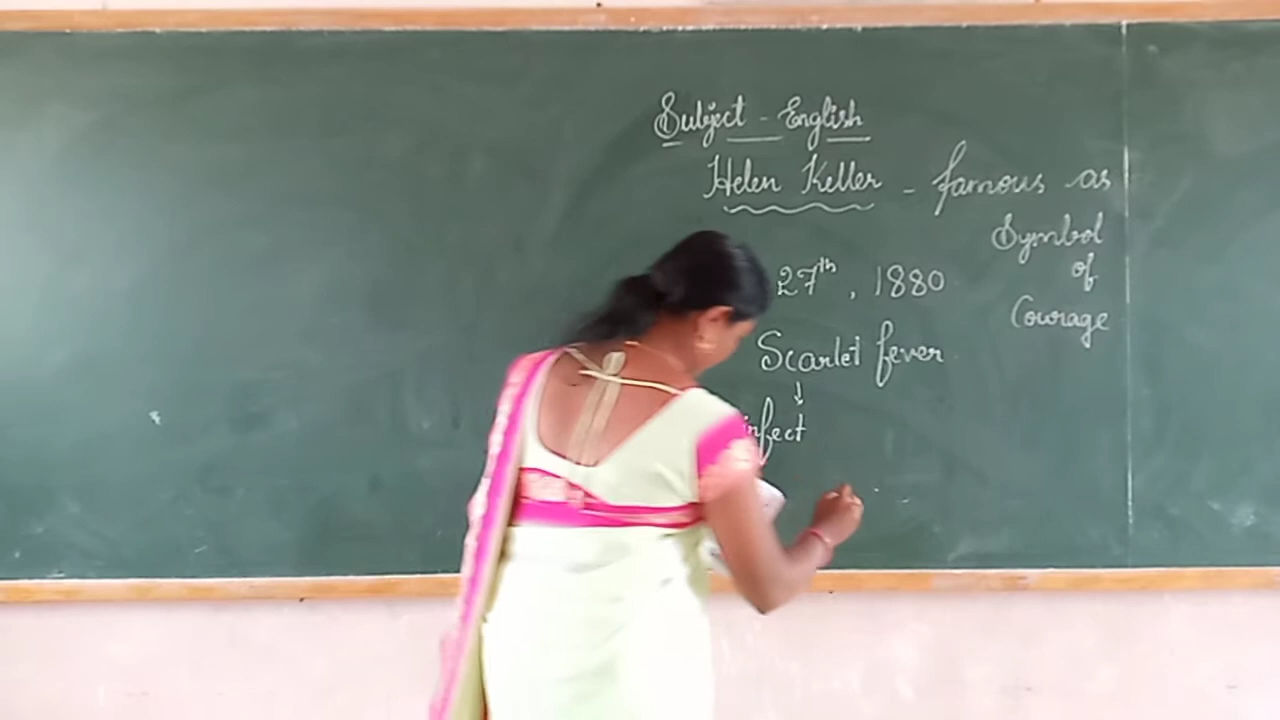 Subject - English
Helen Keller - famous as
Symbol
of
Courage
27th, 1880
Scarlet fever
↓
infect